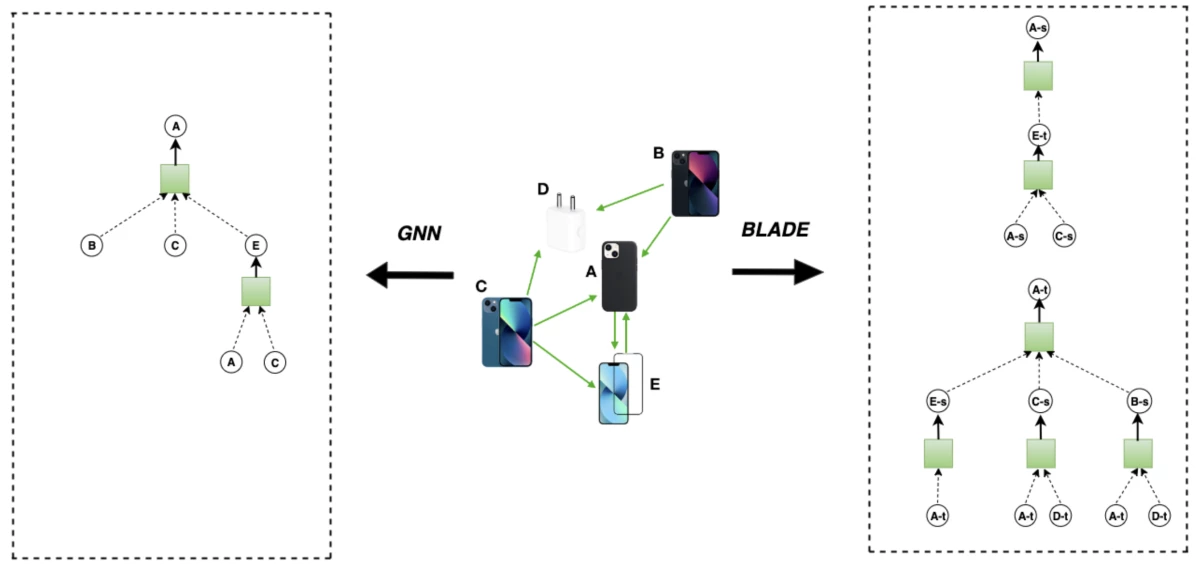 A
B C E
A C
GNN
B
D
A
C
E
BLADE
A-s
E-t
A-s C-s
A-t
E-s C-s B-s
A-t A-t D-t A-t D-t